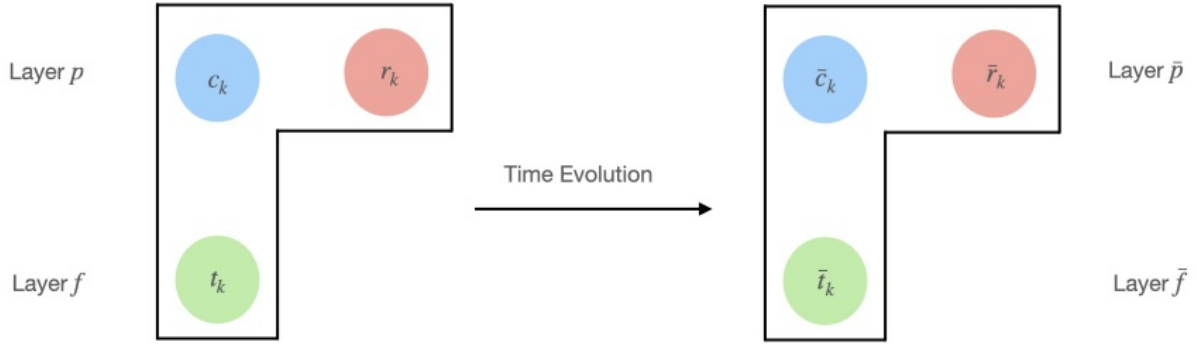 Layer p
c_k
r_k
c̄_k
r̄_k
Layer p̄
Time Evolution
Layer f
t_k
t̄_k
Layer f̄